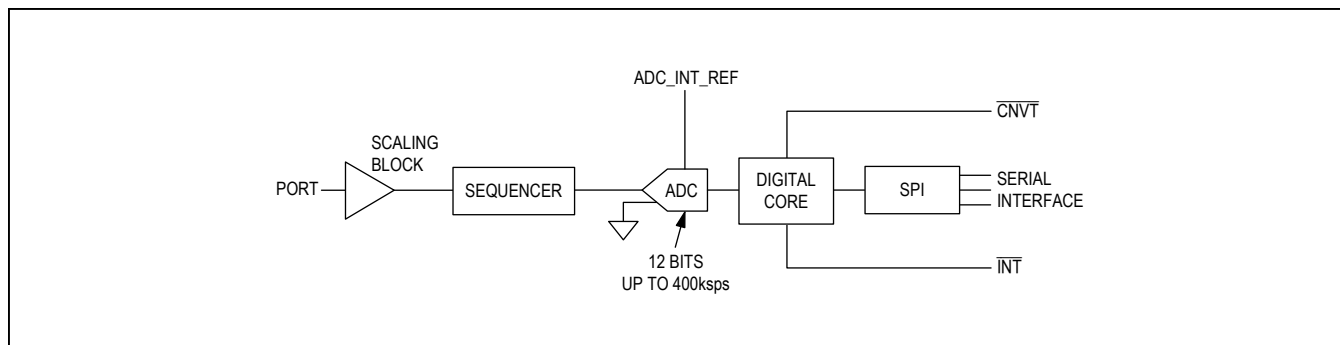 ADC_INT_REF
CNVT
SCALING
BLOCK
PORT
SEQUENCER
ADC
DIGITAL
CORE
SPI
SERIAL
INTERFACE
12 BITS
UP TO 400ksps
INT